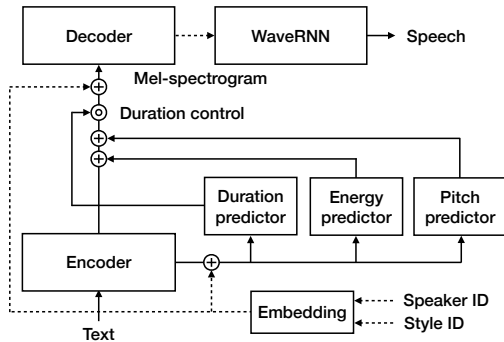 Decoder
WaveRNN
Speech
Mel-spectrogram
Duration control
Duration
predictor
Energy
predictor
Pitch
predictor
Encoder
Embedding
Speaker ID
Style ID
Text